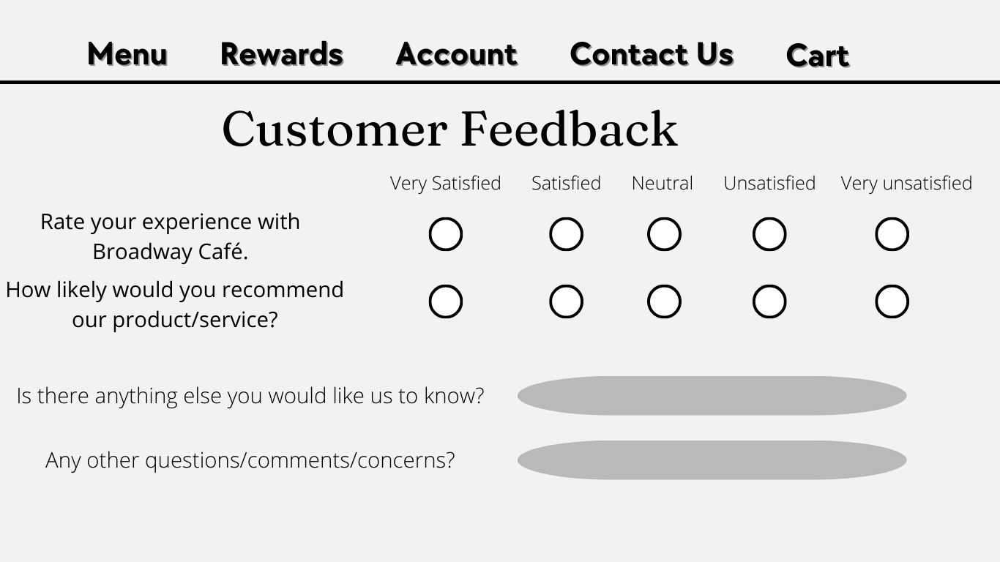 Menu Rewards Account Contact Us Cart
Customer Feedback
Very Satisfied Satisfied Neutral Unsatisfied Very unsatisfied
Rate your experience with
Broadway Café.
How likely would you recommend
our product/service?
Is there anything else you would like us to know?
Any other questions/comments/concerns?